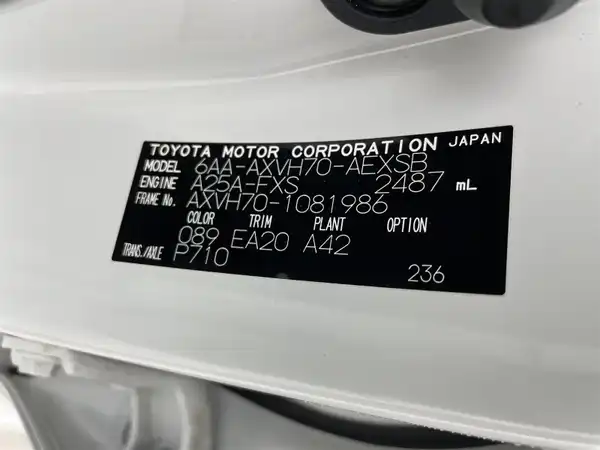 TOYOTA MOTOR CORPORATION JAPAN
MODEL 6AA-AXVH70-AEXSB
ENGINE A25A-FXS 2487 mL
FRAME No. AXVH70-1081986
COLOR TRIM PLANT OPTION
089 EA20 A42
TRANS./AXLE P710
236